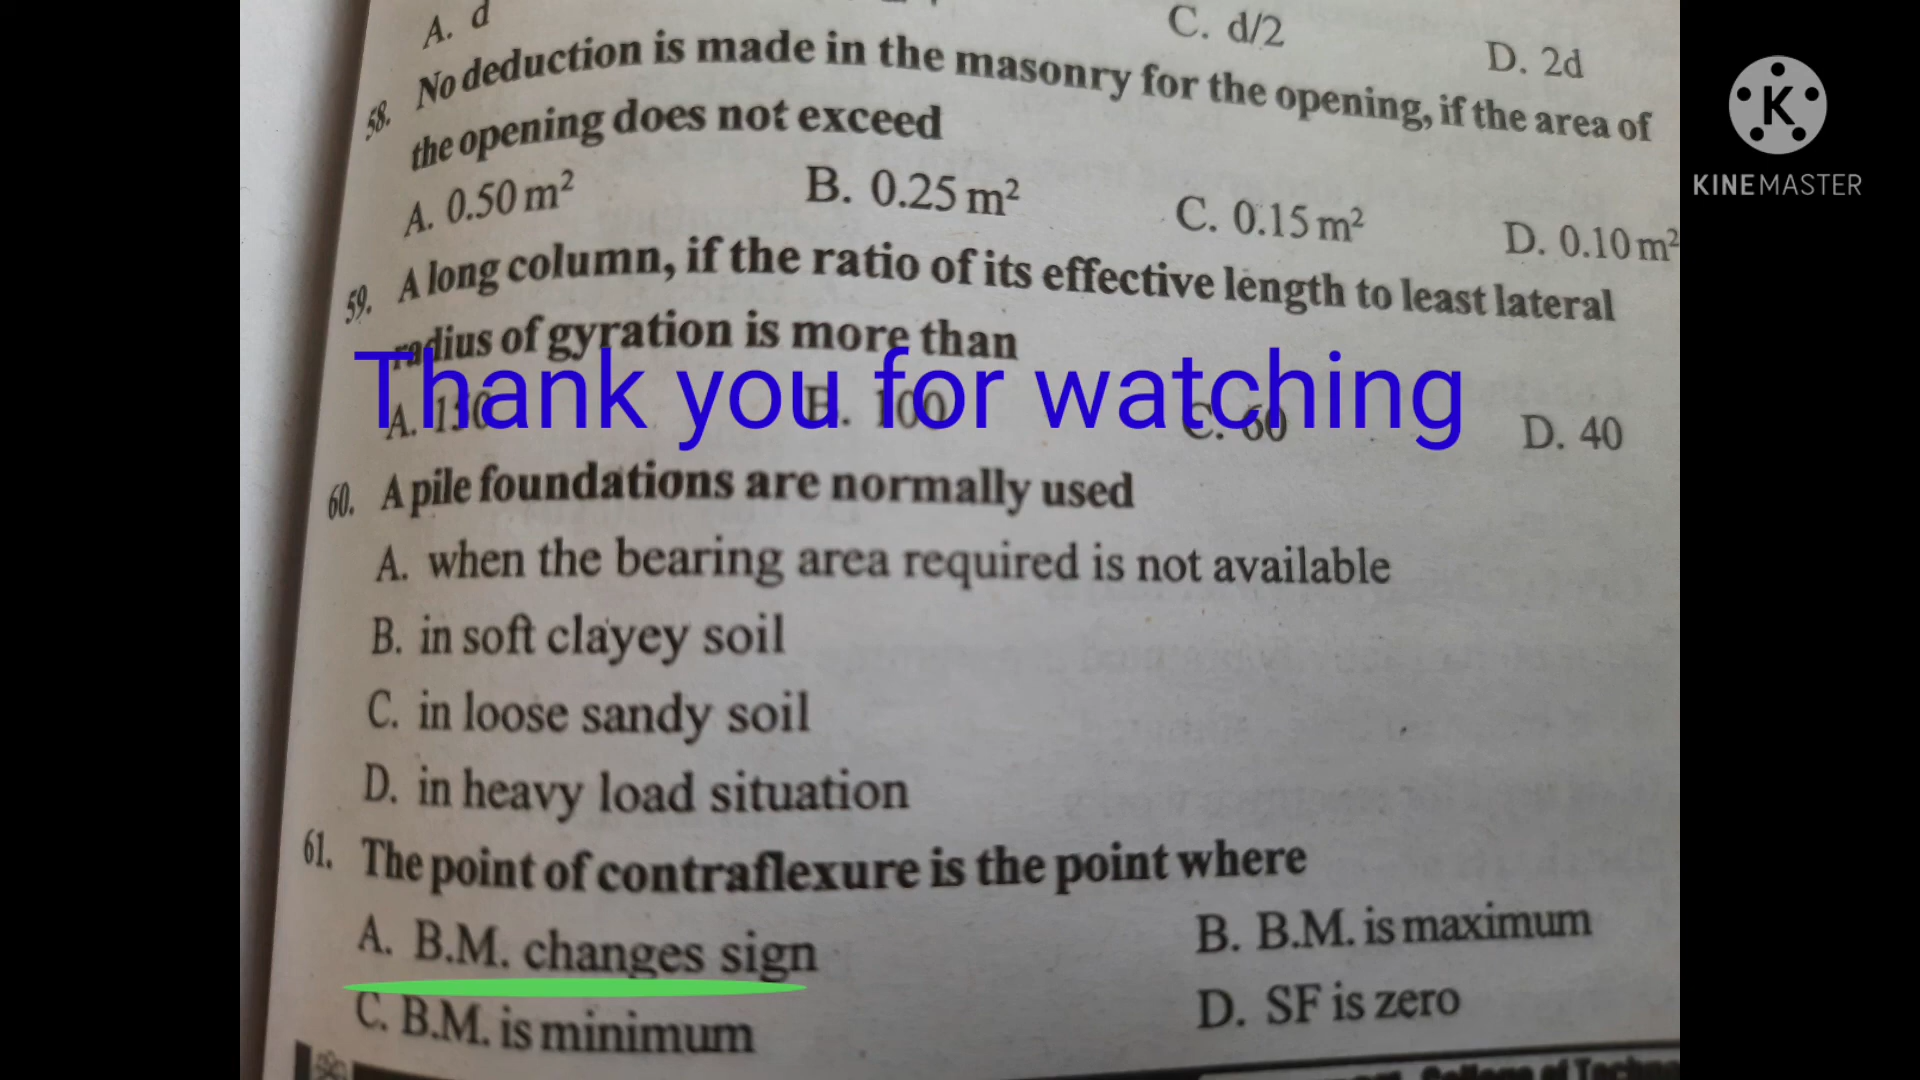 A. d
C. d/2
D. 2d
58. No deduction is made in the masonry for the opening, if the area of
the opening does not exceed
A. 0.50 m²
B. 0.25 m²
C. 0.15 m²
D. 0.10 m²
59. A long column, if the ratio of its effective length to least lateral
radius of gyration is more than
Thank you for watching
A. 150
B. 100
C. 60
D. 40
60. A pile foundations are normally used
A. when the bearing area required is not available
B. in soft clayey soil
C. in loose sandy soil
D. in heavy load situation
61. The point of contraflexure is the point where
A. B.M. changes sign
B. B.M. is maximum
C. B.M. is minimum
D. SF is zero
College of
K
KINEMASTER